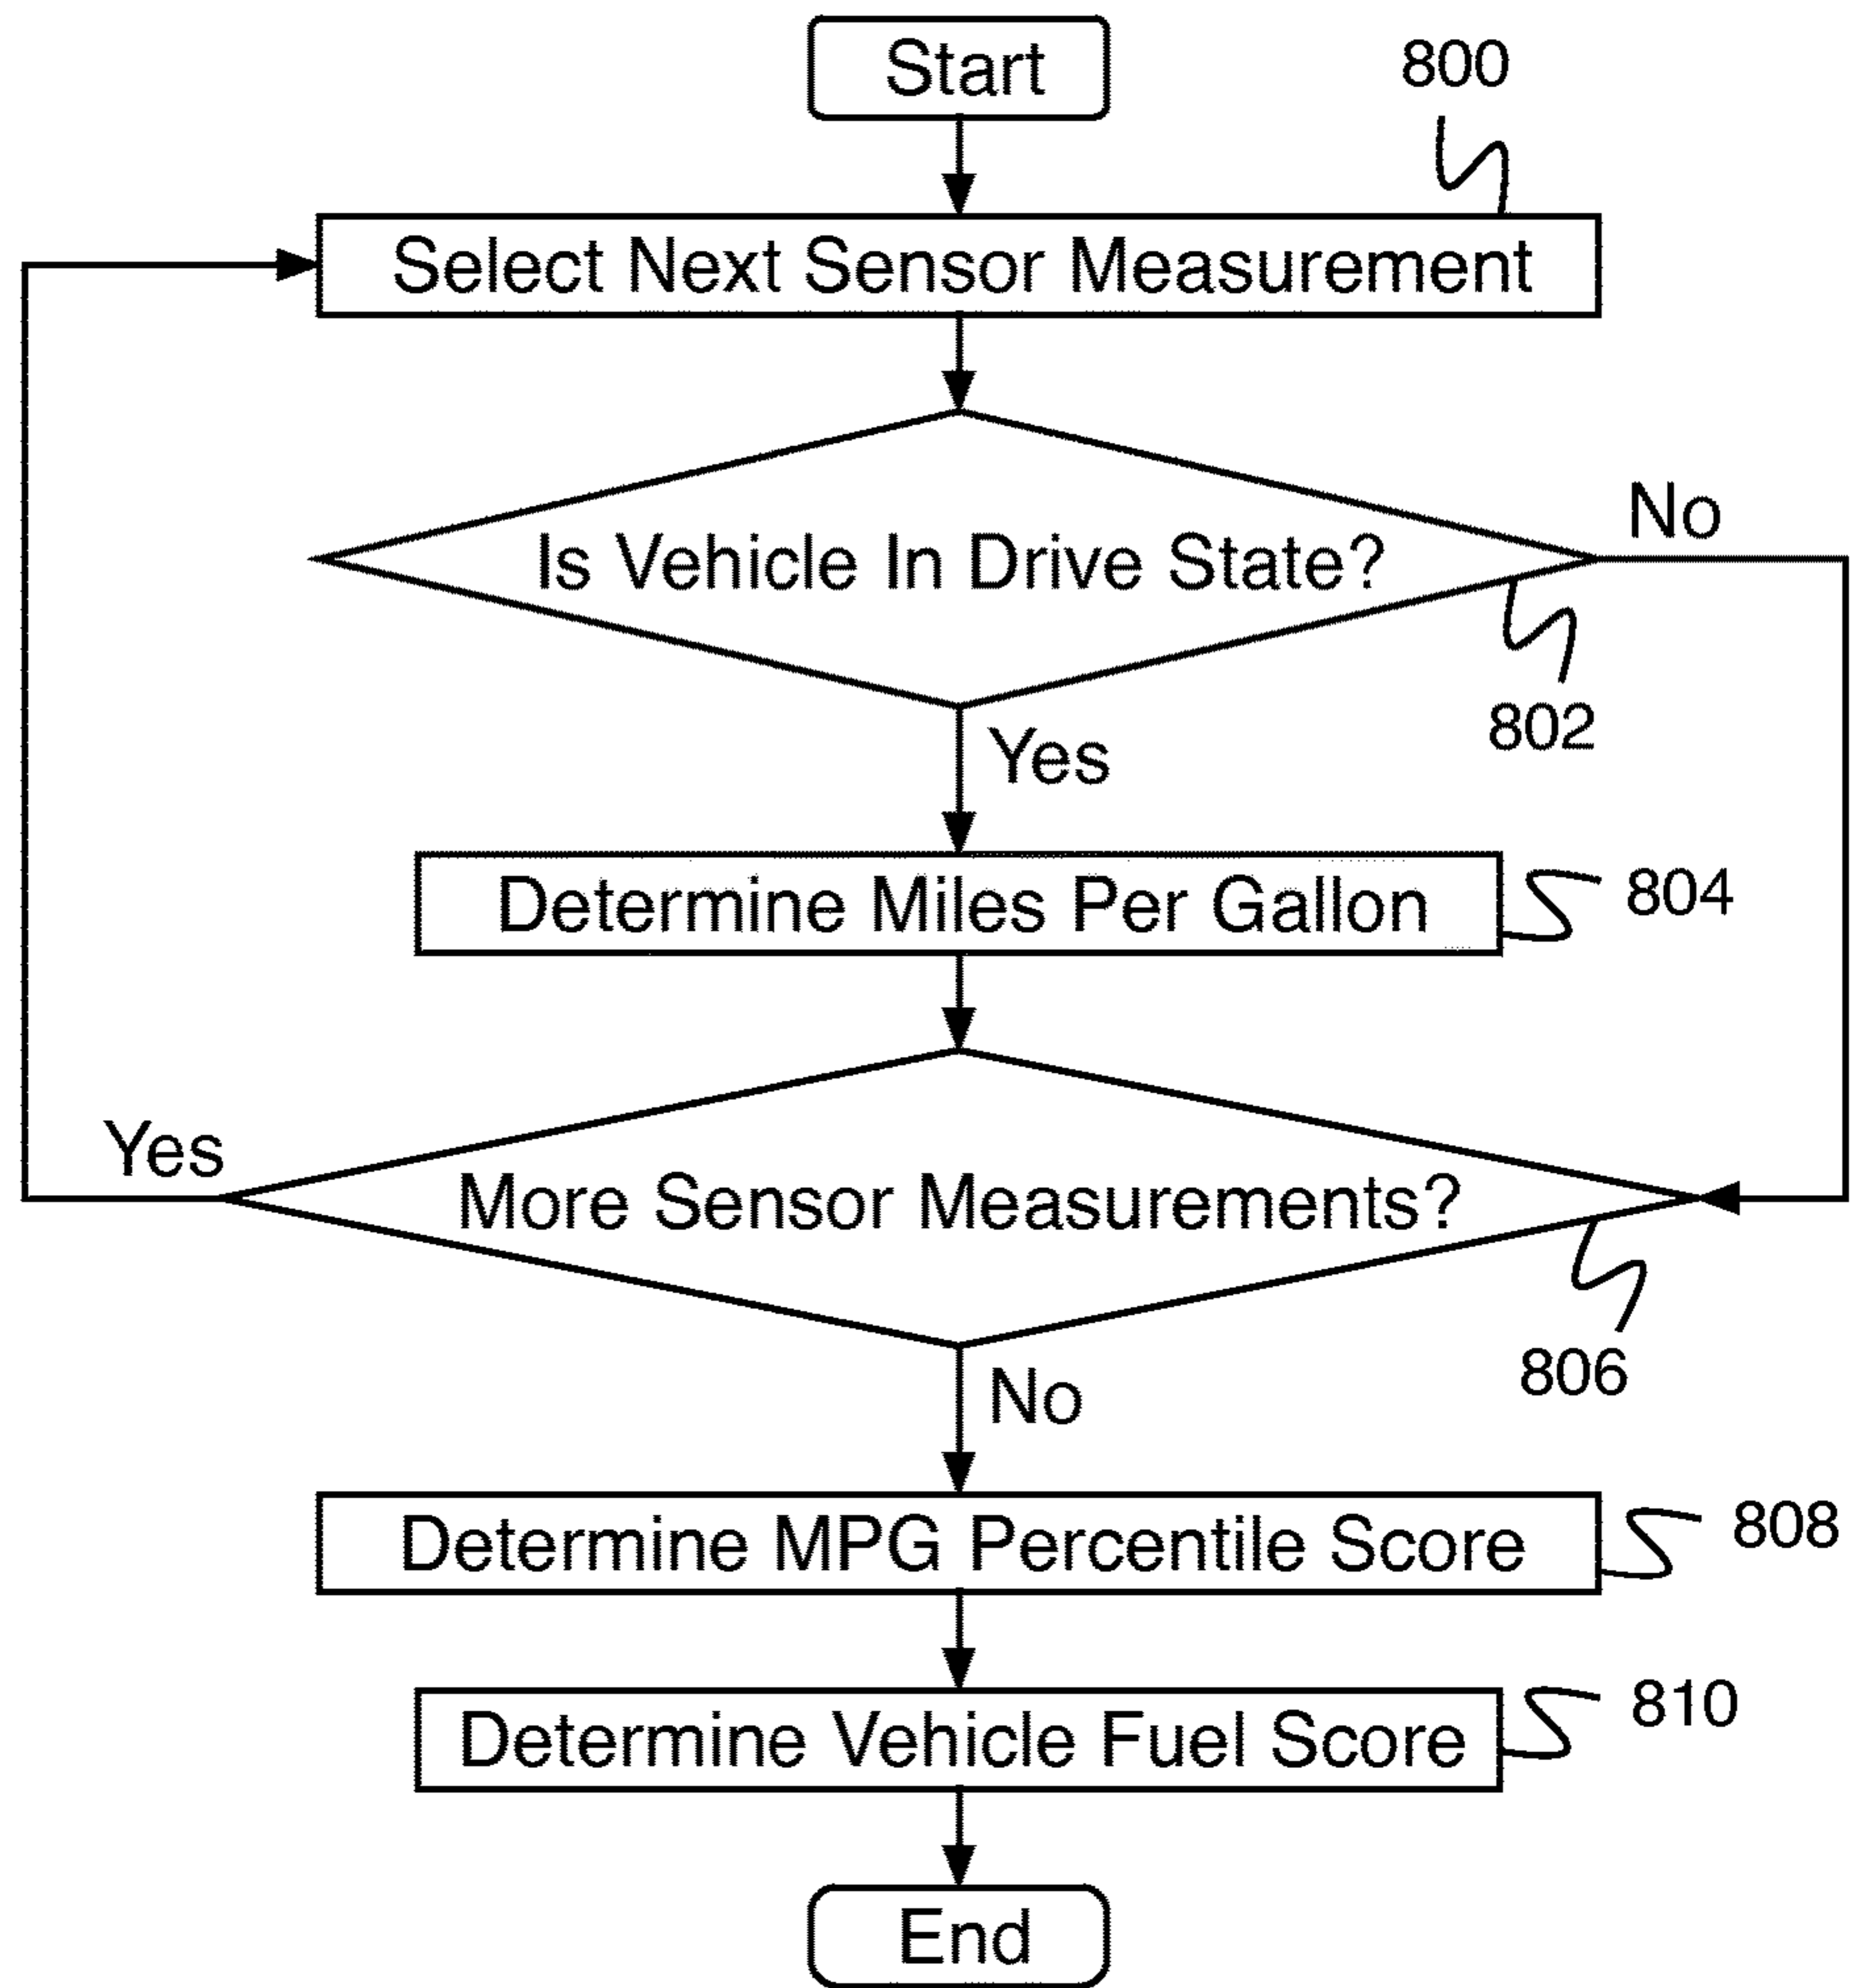 Start
800
Select Next Sensor Measurement
Is Vehicle In Drive State?
No
802
Yes
Determine Miles Per Gallon
804
Yes
More Sensor Measurements?
806
No
Determine MPG Percentile Score
808
Determine Vehicle Fuel Score
810
End